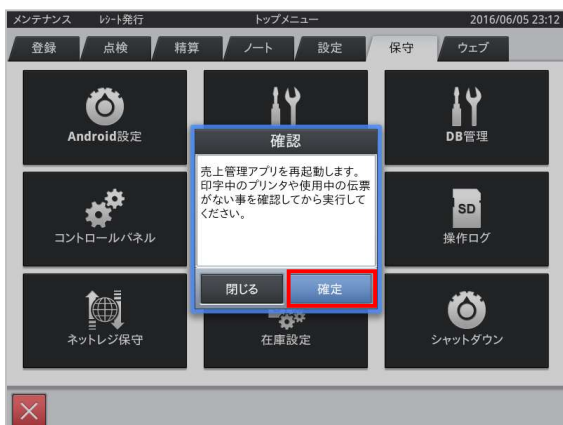 メンテナンス レシート発行 トップメニュー 2016/06/05 23:12
登録 点検 精算 ノート 設定 保守 ウェブ
Android設定
DB管理
確認
売上管理アプリを再起動します。
印字中のプリンタや使用中の伝票
がない事を確認してから実行して
ください。
コントロールパネル
SD
操作ログ
閉じる 確定
ネットレジ保守
在庫設定
シャットダウン